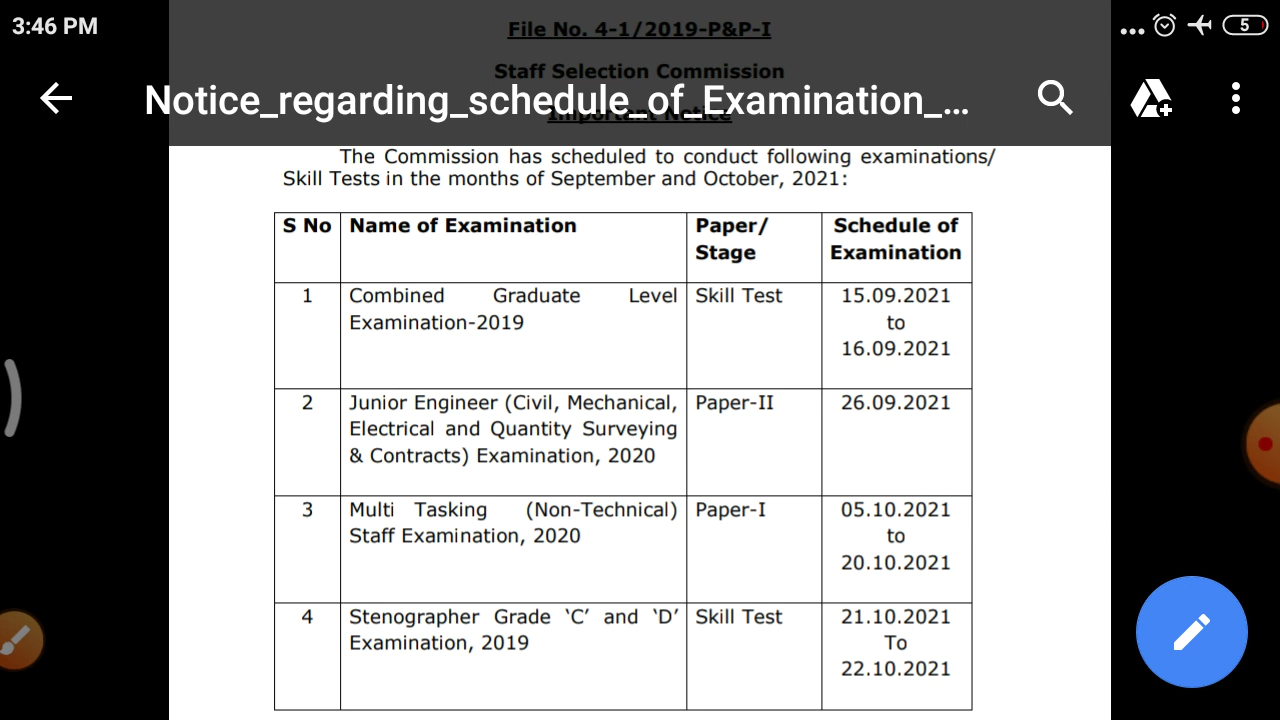 3:46 PM
5
File No. 4-1/2019-P&P-I
Staff Selection Commission
Notice_regarding_schedule_of_Examination_...
Important Notice
The Commission has scheduled to conduct following examinations/
Skill Tests in the months of September and October, 2021:
S No Name of Examination Paper/ Schedule of
Stage Examination
1 Combined Graduate Level Skill Test 15.09.2021
Examination-2019 to
16.09.2021
2 Junior Engineer (Civil, Mechanical, Paper-II 26.09.2021
Electrical and Quantity Surveying
& Contracts) Examination, 2020
3 Multi Tasking (Non-Technical) Paper-I 05.10.2021
Staff Examination, 2020 to
20.10.2021
4 Stenographer Grade ‘C’ and ‘D’ Skill Test 21.10.2021
Examination, 2019 To
22.10.2021